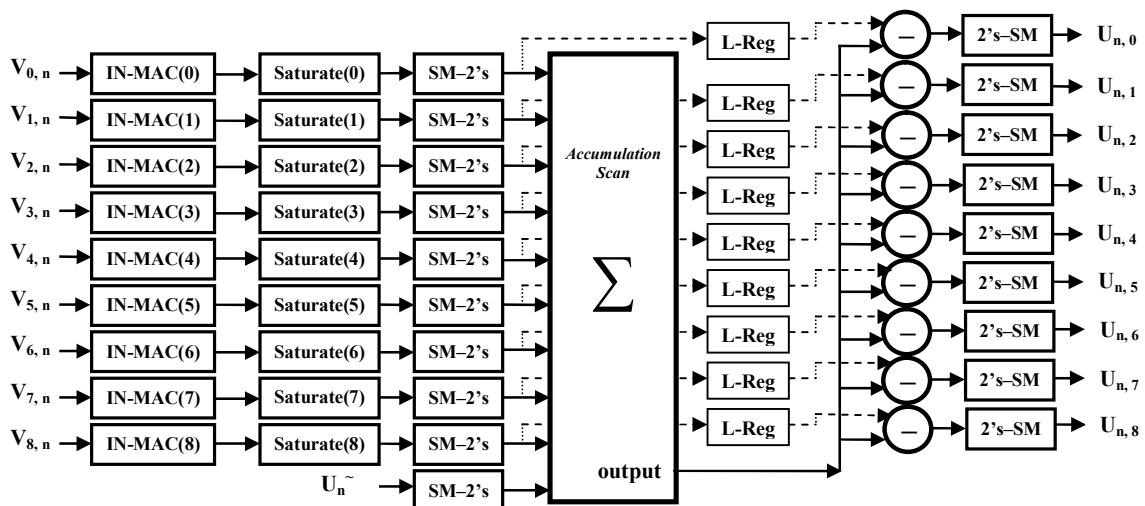 V0, n IN-MAC(0) Saturate(0) SM–2's L-Reg – 2's–SM Un, 0
V1, n IN-MAC(1) Saturate(1) SM–2's L-Reg – 2's–SM Un, 1
V2, n IN-MAC(2) Saturate(2) SM–2's L-Reg – 2's–SM Un, 2
V3, n IN-MAC(3) Saturate(3) SM–2's L-Reg – 2's–SM Un, 3
V4, n IN-MAC(4) Saturate(4) SM–2's L-Reg – 2's–SM Un, 4
V5, n IN-MAC(5) Saturate(5) SM–2's L-Reg – 2's–SM Un, 5
V6, n IN-MAC(6) Saturate(6) SM–2's L-Reg – 2's–SM Un, 6
V7, n IN-MAC(7) Saturate(7) SM–2's L-Reg – 2's–SM Un, 7
V8, n IN-MAC(8) Saturate(8) SM–2's L-Reg – 2's–SM Un, 8
Un~ SM–2's
Accumulation
Scan
∑
output